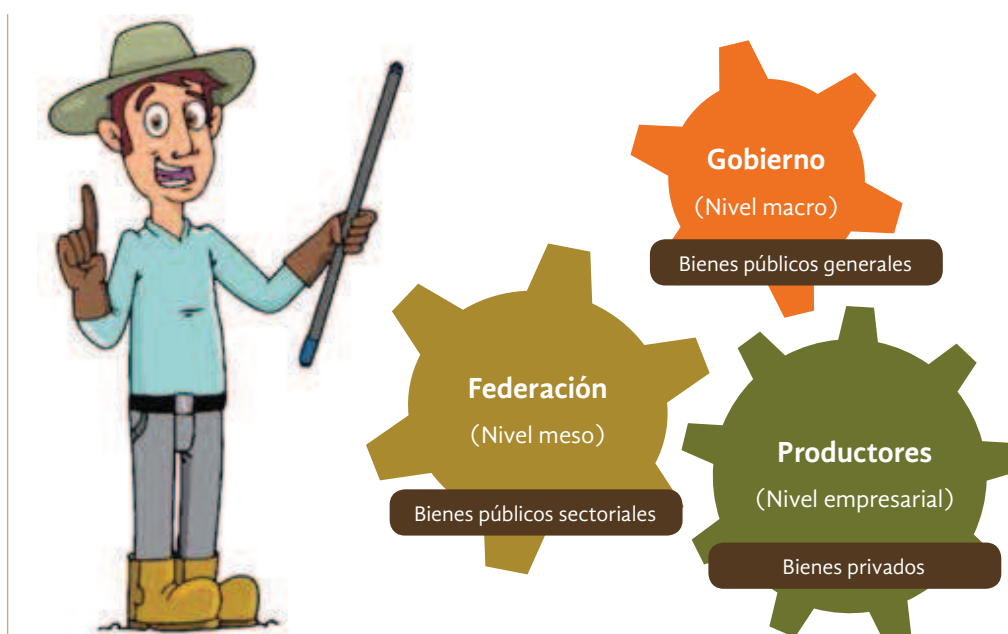 Gobierno
(Nivel macro)
Bienes públicos generales
Federación
(Nivel meso)
Bienes públicos sectoriales
Productores
(Nivel empresarial)
Bienes privados